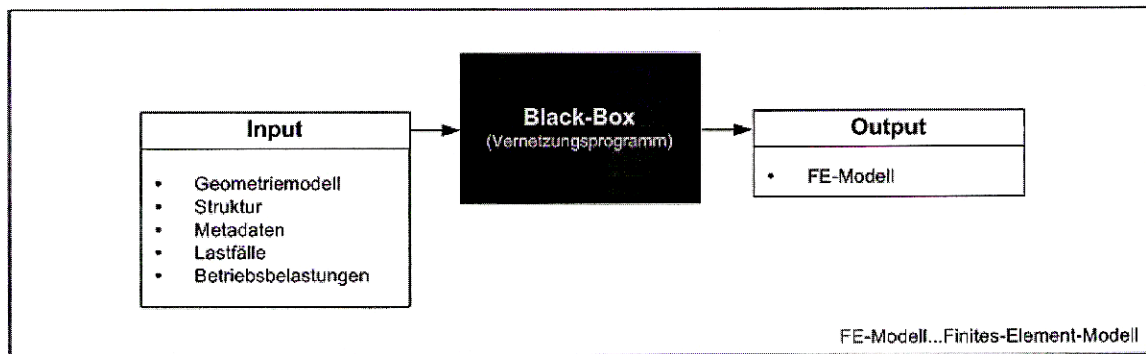 Input
• Geometriemodell
• Struktur
• Metadaten
• Lastfälle
• Betriebsbelastungen
Black-Box
(Vernetzungsprogramm)
Output
• FE-Modell
FE-Modell...Finites-Element-Modell